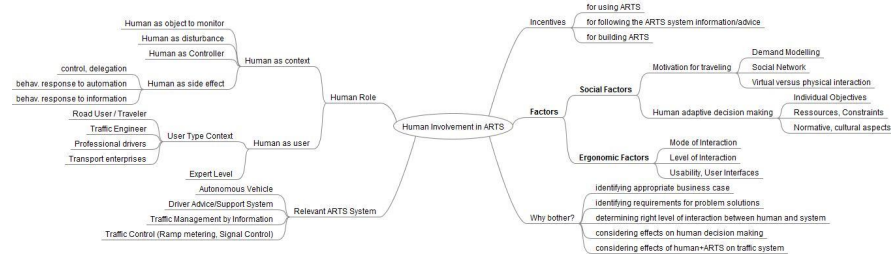 Human Involvement in ARTS
Human Role
Human as context
Human as object to monitor
Human as disturbance
Human as Controller
Human as side effect
control, delegation
behav. response to automation
behav. response to information
Human as user
User Type Context
Road User / Traveler
Traffic Engineer
Professional drivers
Transport enterprises
Expert Level
Relevant ARTS System
Autonomous Vehicle
Driver Advice/Support System
Traffic Management by Information
Traffic Control (Ramp metering, Signal Control)
Incentives
for using ARTS
for following the ARTS system information/advice
for building ARTS
Factors
Social Factors
Motivation for traveling
Demand Modelling
Social Network
Virtual versus physical interaction
Human adaptive decision making
Individual Objectives
Ressources, Constraints
Normative, cultural aspects
Ergonomic Factors
Mode of Interaction
Level of Interaction
Usability, User Interfaces
Why bother?
identifying appropriate business case
identifying requirements for problem solutions
determining right level of interaction between human and system
considering effects on human decision making
considering effects of human+ARTS on traffic system